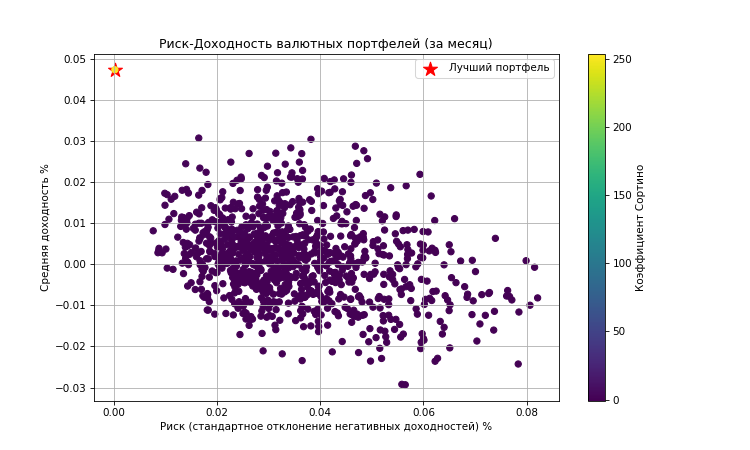 Риск-Доходность валютных портфелей (за месяц)
Лучший портфель
Средняя доходность %
0.05
0.04
0.03
0.02
0.01
0.00
−0.01
−0.02
−0.03
0.00 0.02 0.04 0.06 0.08
Риск (стандартное отклонение негативных доходностей) %
250
200
150
100
50
0
Коэффициент Сортино